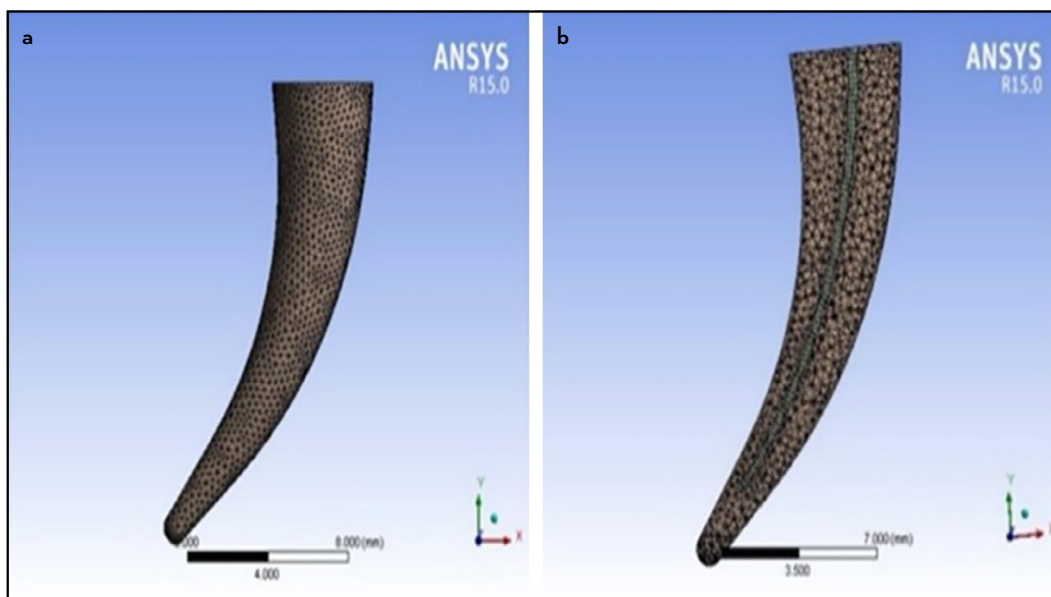 a
ANSYS
R15.0
Y
X
8.000 (mm)
4.000
b
ANSYS
R15.0
Y
X
7.000 (mm)
3.500